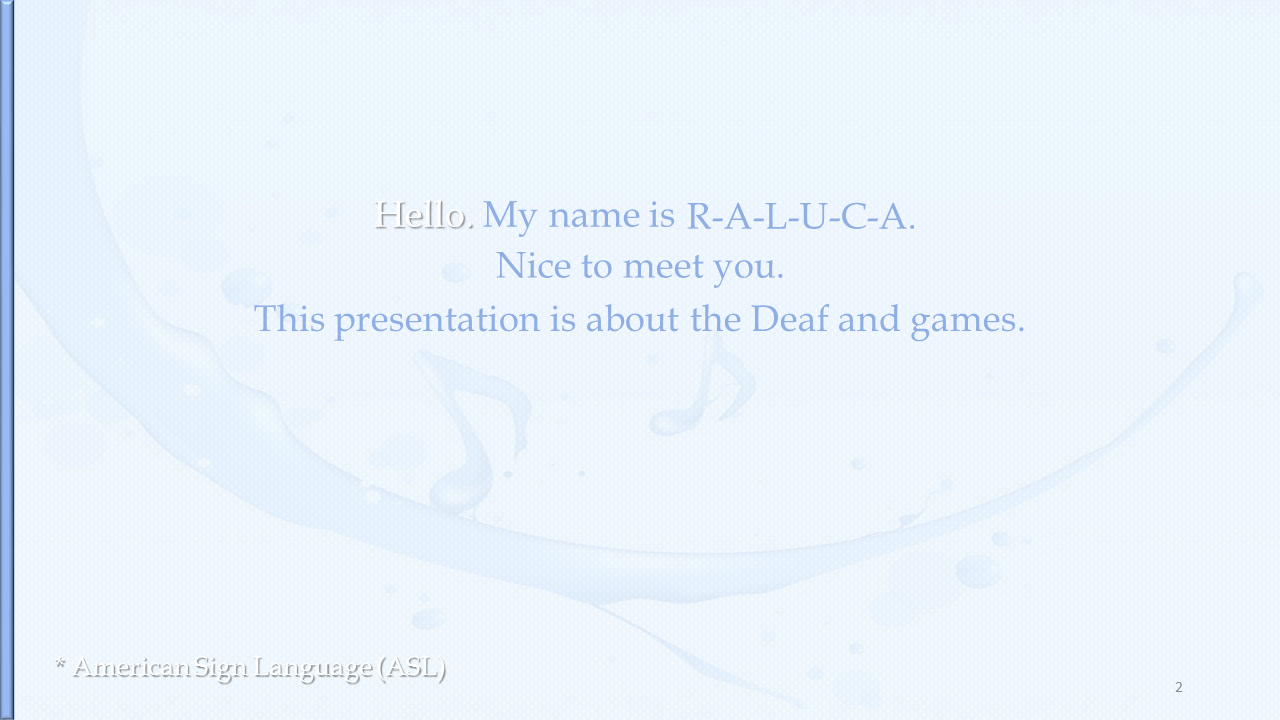 Hello. My name is R-A-L-U-C-A.
Nice to meet you.
This presentation is about the Deaf and games.
* American Sign Language (ASL)
2